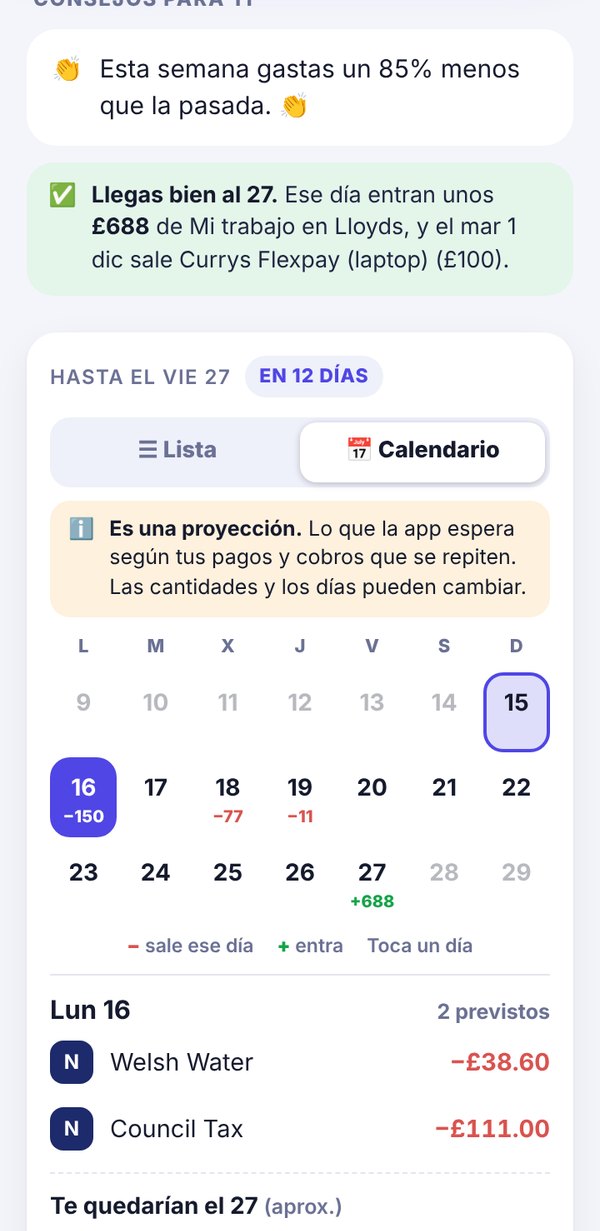 CONSEJOS PARA TI
👏 Esta semana gastas un 85% menos
que la pasada. 👏
✅ Llegas bien al 27. Ese día entran unos
£688 de Mi trabajo en Lloyds, y el mar 1
dic sale Currys Flexpay (laptop) (£100).
HASTA EL VIE 27 EN 12 DÍAS
☰ Lista 📅 Calendario
ℹ️ Es una proyección. Lo que la app espera
según tus pagos y cobros que se repiten.
Las cantidades y los días pueden cambiar.
L M X J V S D
9 10 11 12 13 14 15
16 17 18 19 20 21 22
−150 −77 −11
23 24 25 26 27 28 29
+688
− sale ese día + entra Toca un día
Lun 16 2 previstos
N Welsh Water −£38.60
N Council Tax −£111.00
Te quedarían el 27 (aprox.)